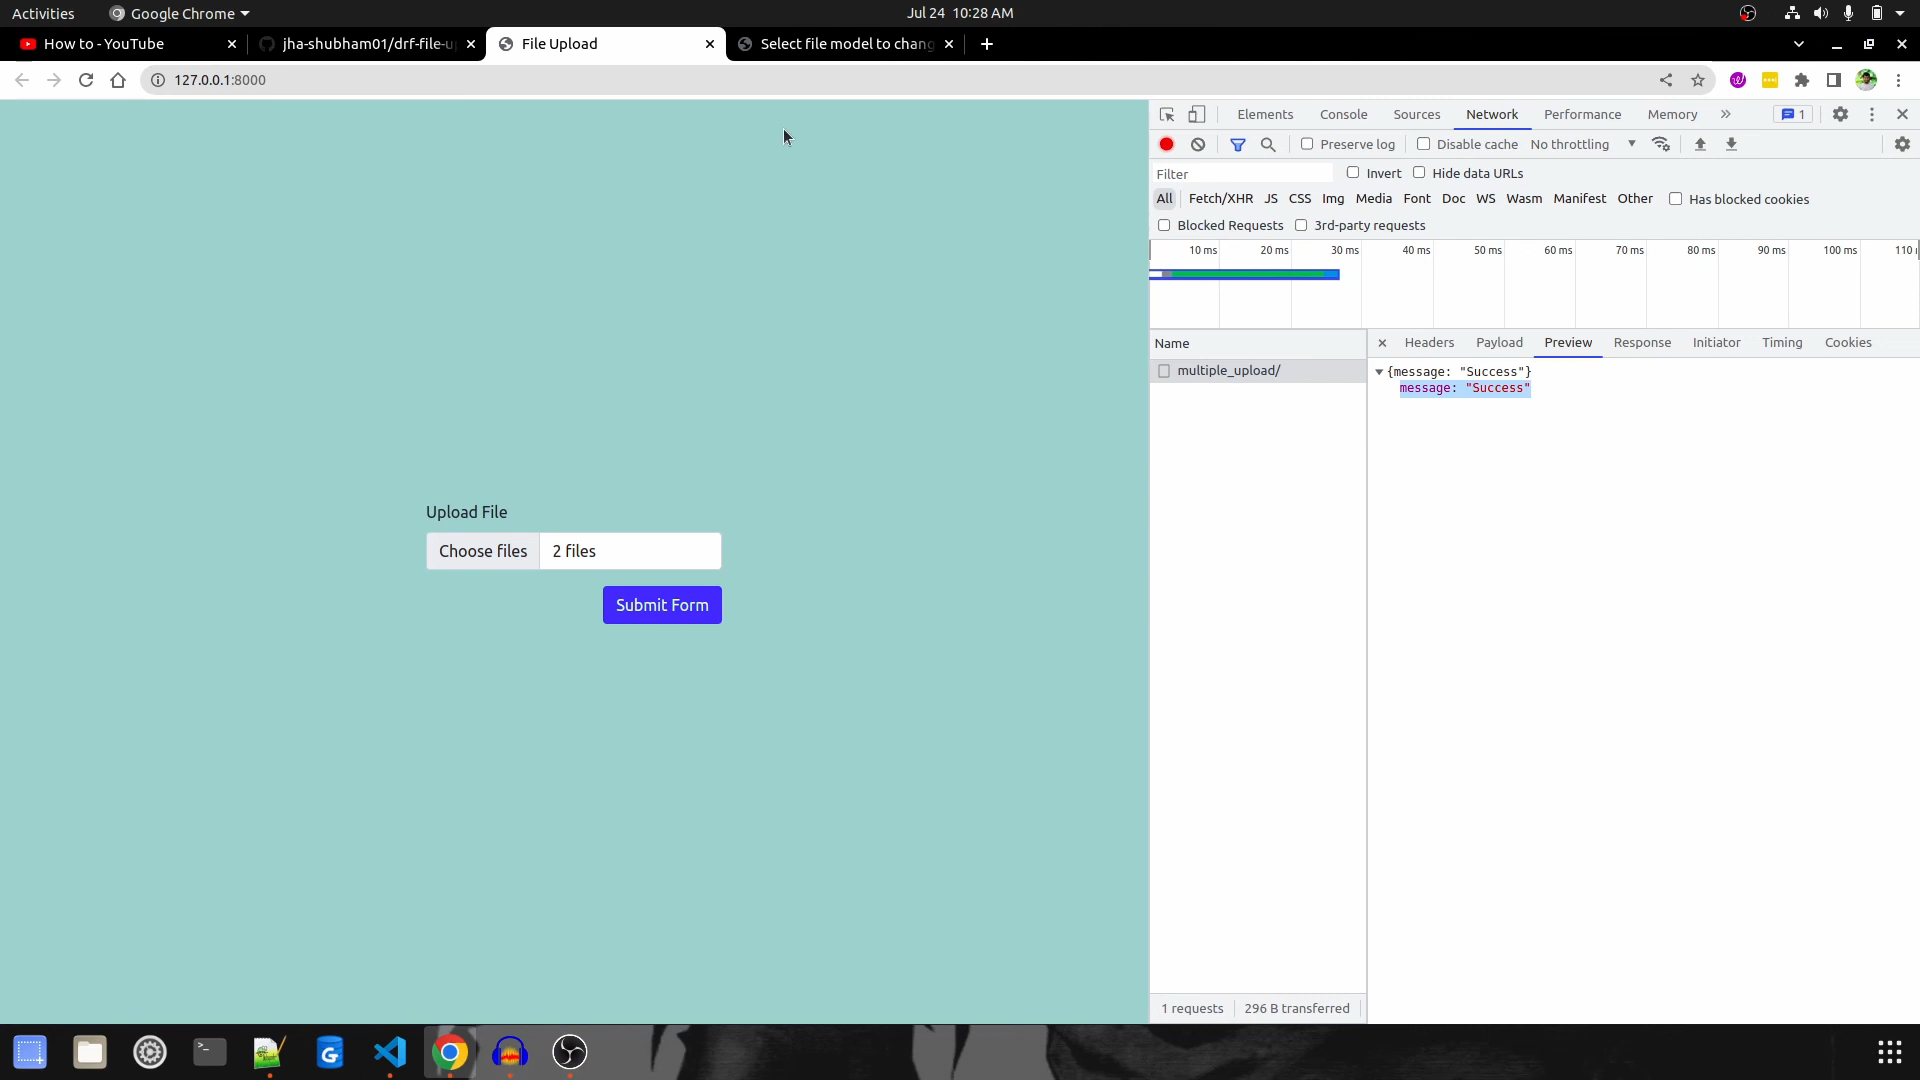 Activities Google Chrome Jul 24 10:28 AM
How to - YouTube jha-shubham01/drf-file-u File Upload Select file model to chang
127.0.0.1:8000
Elements Console Sources Network Performance Memory 1
Preserve log Disable cache No throttling
Filter Invert Hide data URLs
All Fetch/XHR JS CSS Img Media Font Doc WS Wasm Manifest Other Has blocked cookies
Blocked Requests 3rd-party requests
10 ms 20 ms 30 ms 40 ms 50 ms 60 ms 70 ms 80 ms 90 ms 100 ms 110
Name Headers Payload Preview Response Initiator Timing Cookies
multiple_upload/ {message: "Success"}
message: "Success"
Upload File
Choose files 2 files
Submit Form
1 requests 296 B transferred